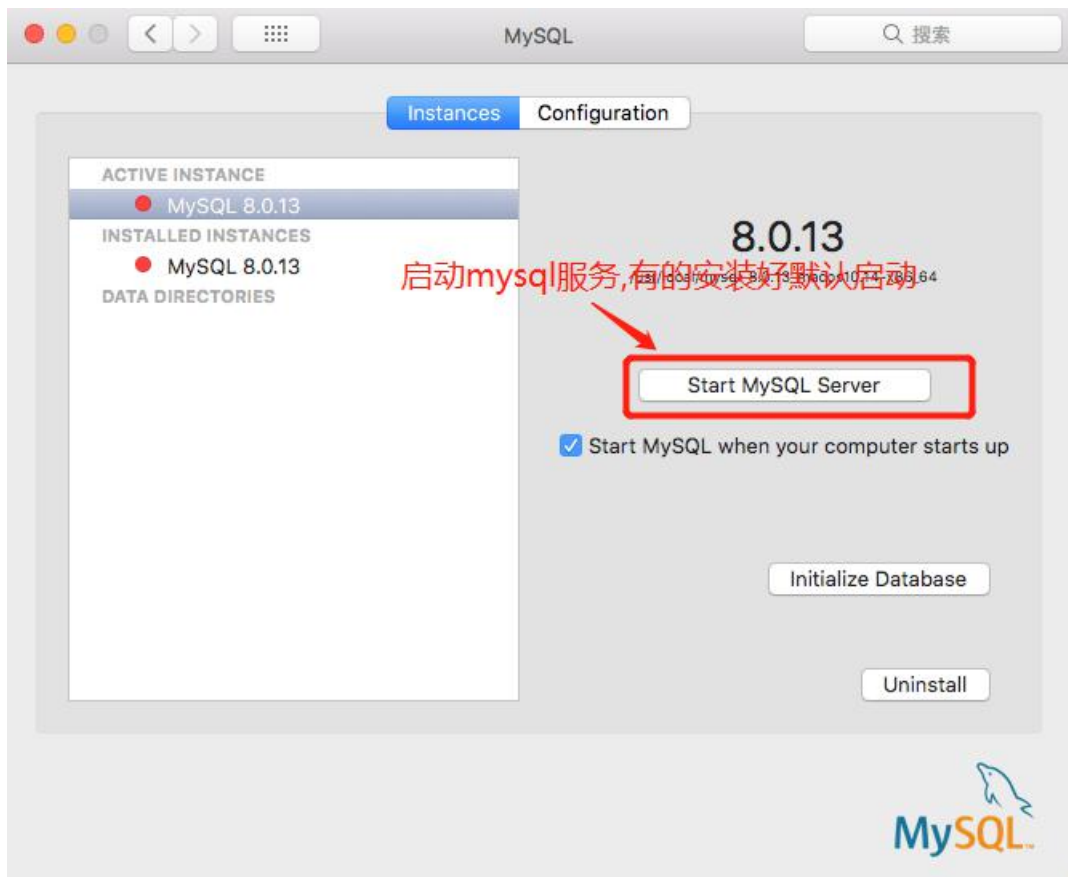 MySQL
搜索
Instances
Configuration
ACTIVE INSTANCE
MySQL 8.0.13
INSTALLED INSTANCES
MySQL 8.0.13
DATA DIRECTORIES
8.0.13
启动mysql服务,有的安装好默认启动
Start MySQL Server
Start MySQL when your computer starts up
Initialize Database
Uninstall
MySQL